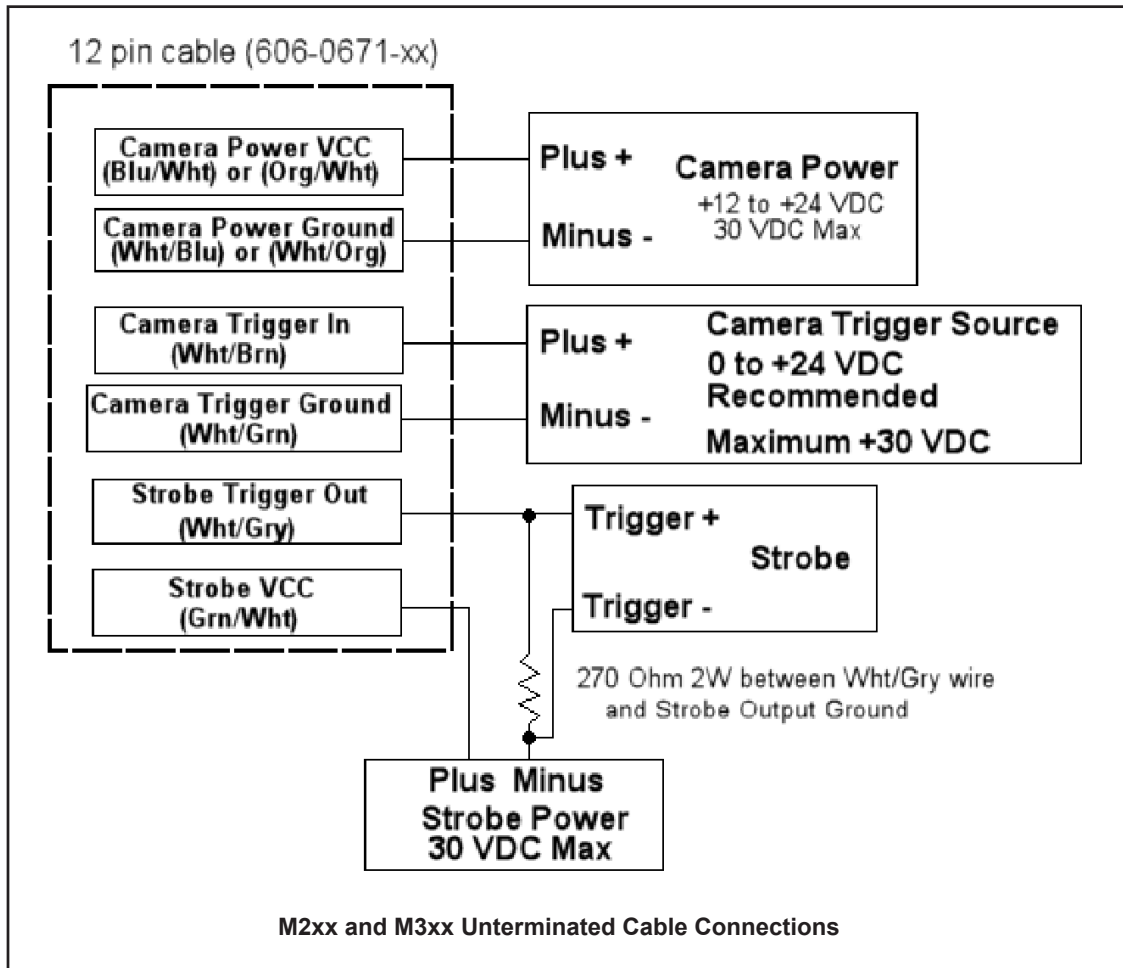 12 pin cable (606-0671-xx)
Camera Power VCC
(Blu/Wht) or (Org/Wht)
Camera Power Ground
(Wht/Blu) or (Wht/Org)
Camera Trigger In
(Wht/Brn)
Camera Trigger Ground
(Wht/Grn)
Strobe Trigger Out
(Wht/Gry)
Strobe VCC
(Grn/Wht)
Plus +
Minus -
Camera Power
+12 to +24 VDC
30 VDC Max
Plus +
Minus -
Camera Trigger Source
0 to +24 VDC
Recommended
Maximum +30 VDC
Trigger +
Strobe
Trigger -
270 Ohm 2W between Wht/Gry wire
and Strobe Output Ground
Plus Minus
Strobe Power
30 VDC Max
M2xx and M3xx Unterminated Cable Connections